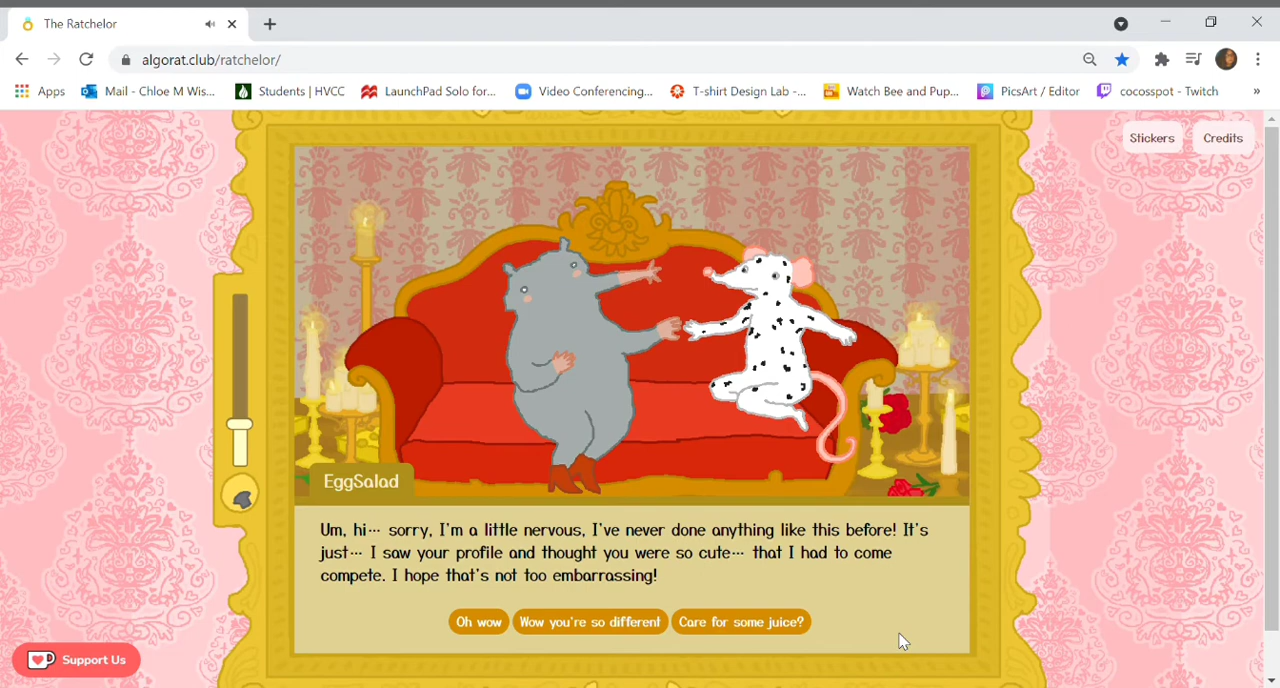 The Ratchelor
algorat.club/ratchelor/
Apps Mail - Chloe M Wis... Students | HVCC LaunchPad Solo for... Video Conferencing... T-shirt Design Lab -... Watch Bee and Pup... PicsArt / Editor cocosspot - Twitch »
Stickers Credits
EggSalad
Um, hi… sorry, I'm a little nervous, I've never done anything like this before! It's
just… I saw your profile and thought you were so cute… that I had to come
compete. I hope that's not too embarrassing!
Oh wow Wow you're so different Care for some juice?
Support Us